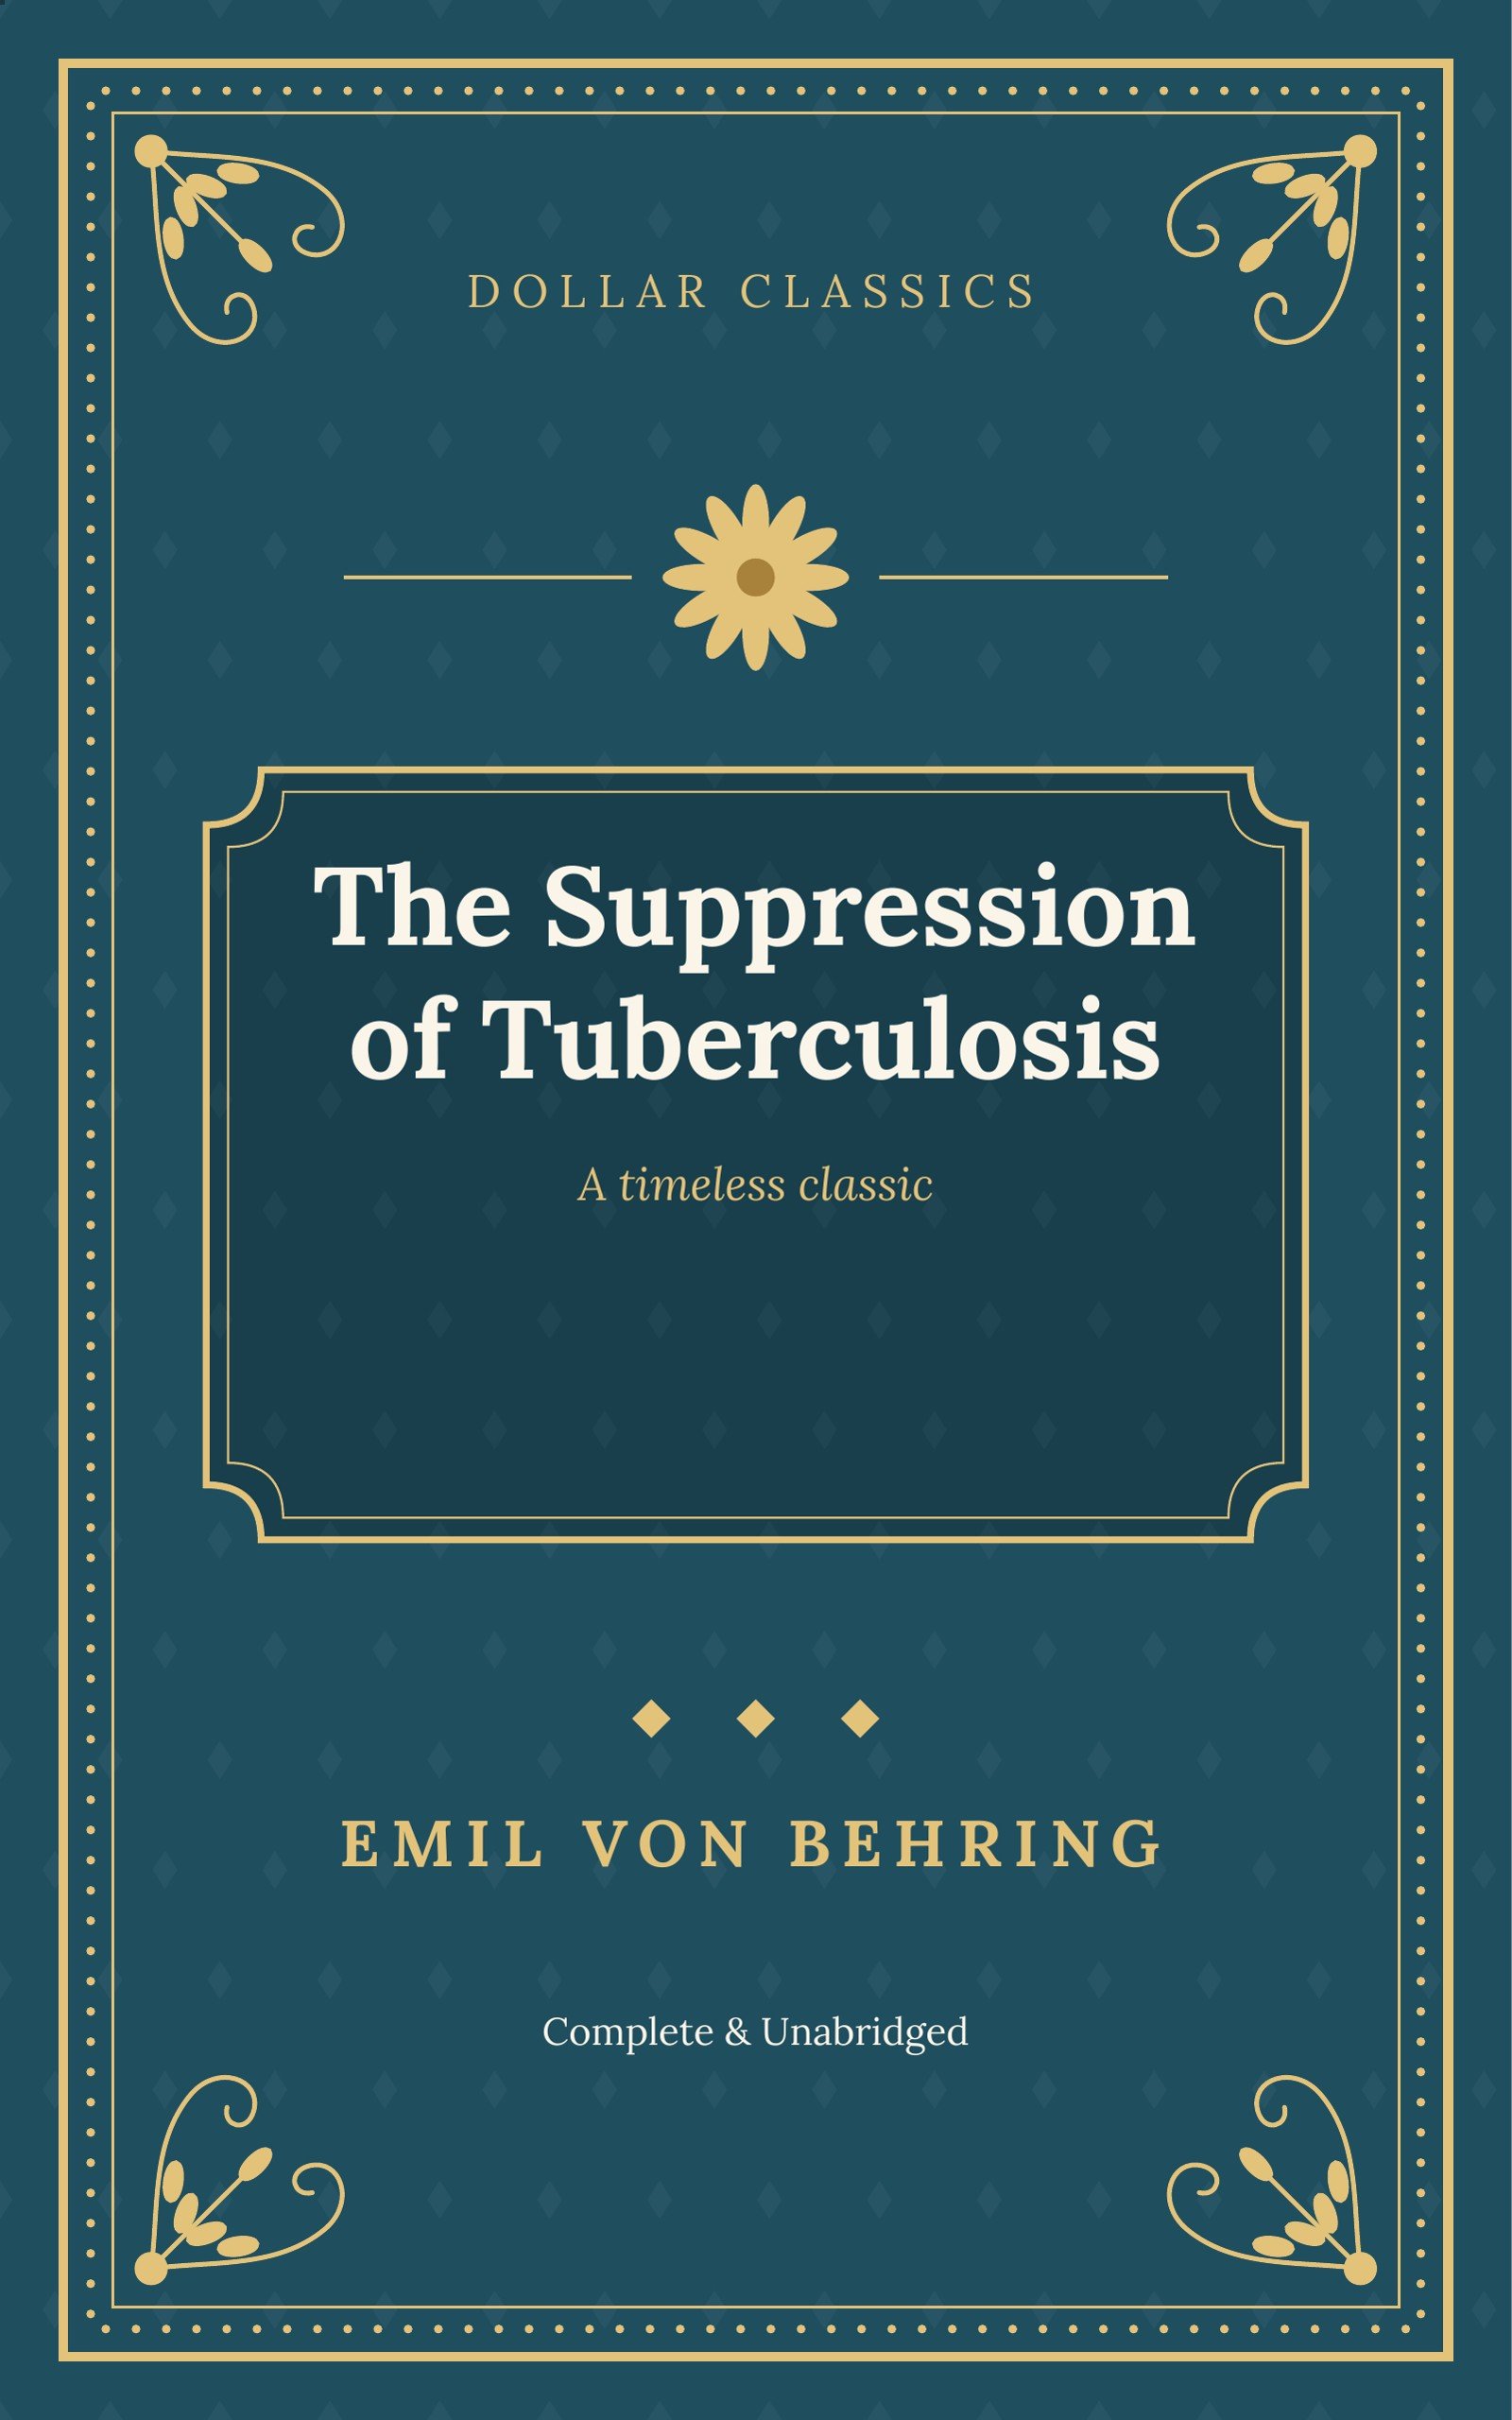 DOLLAR CLASSICS
The Suppression
of Tuberculosis
A timeless classic
EMIL VON BEHRING
Complete & Unabridged